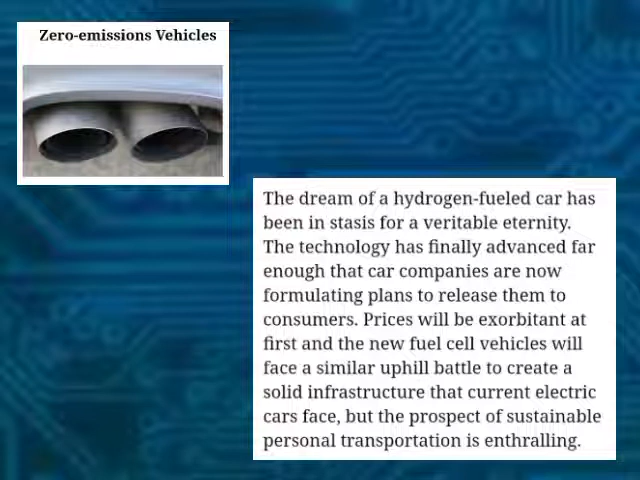 Zero-emissions Vehicles
The dream of a hydrogen-fueled car has
been in stasis for a veritable eternity.
The technology has finally advanced far
enough that car companies are now
formulating plans to release them to
consumers. Prices will be exorbitant at
first and the new fuel cell vehicles will
face a similar uphill battle to create a
solid infrastructure that current electric
cars face, but the prospect of sustainable
personal transportation is enthralling.